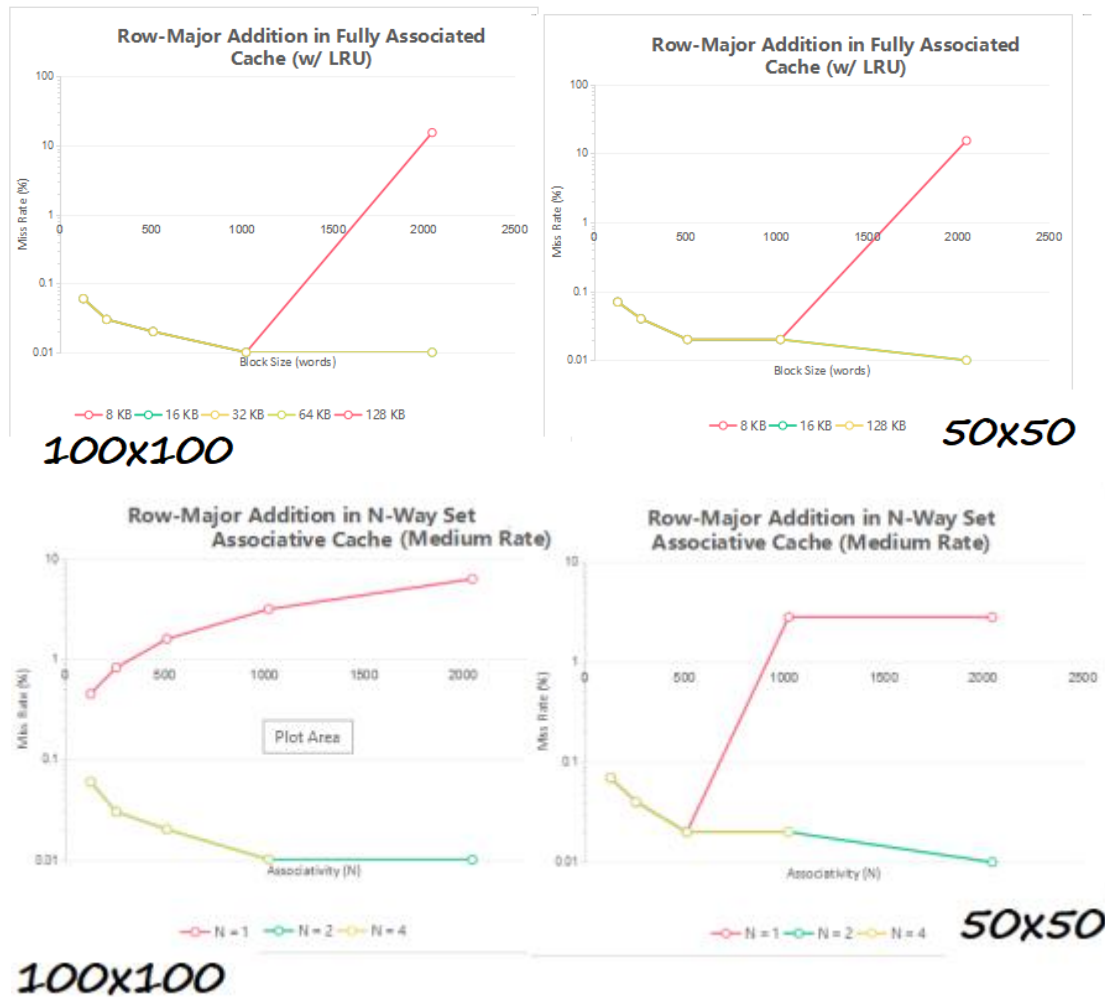 Row-Major Addition in Fully Associated
Cache (w/ LRU)
100
10
1
0.1
0.01
0
500
1000
1500
2000
2500
Miss Rate (%)
Block Size (words)
8 KB 16 KB 32 KB 64 KB 128 KB
100x100
Row-Major Addition in Fully Associated
Cache (w/ LRU)
100
10
1
0.1
0.01
0
500
1000
1500
2000
2500
Miss Rate (%)
Block Size (words)
8 KB 16 KB 128 KB
50x50
Row-Major Addition in N-Way Set
Associative Cache (Medium Rate)
10
1
0.1
0.01
0
500
1000
1500
2000
Miss Rate (%)
Plot Area
Associativity (N)
N = 1 N = 2 N = 4
100x100
Row-Major Addition in N-Way Set
Associative Cache (Medium Rate)
10
1
0.1
0.01
0
500
1000
1500
2000
2500
Miss Rate (%)
Associativity (N)
N = 1 N = 2 N = 4
50x50